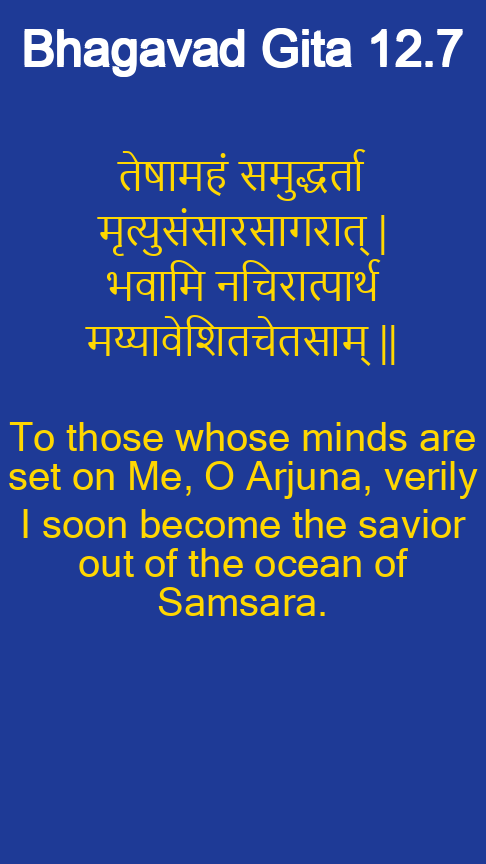 Bhagavad Gita 12.7
तेषामहं समुद्धर्ता
मृत्युसंसारसागरात् |
भवामि नचिरात्पार्थ
मय्यावेशितचेतसाम् ||
To those whose minds are
set on Me, O Arjuna, verily
I soon become the savior
out of the ocean of
Samsara.